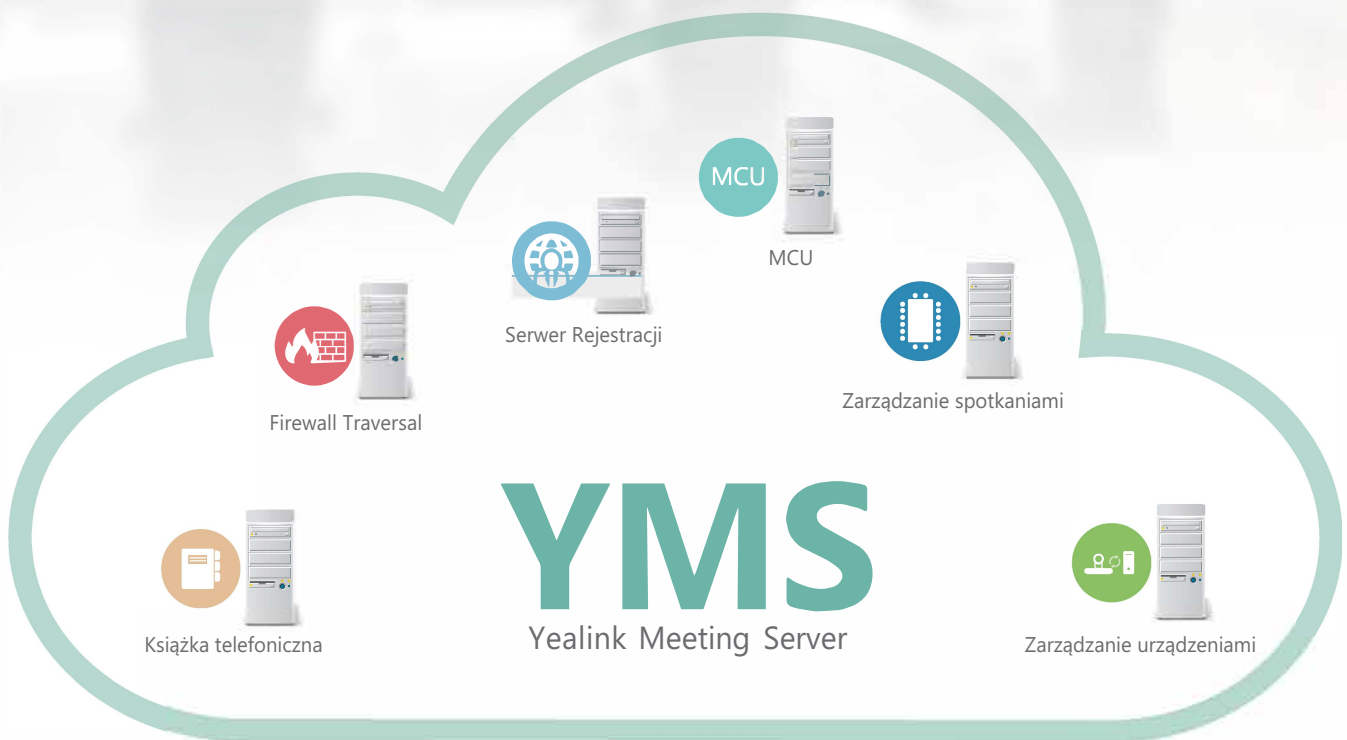 MCU
MCU
Serwer Rejestracji
Zarządzanie spotkaniami
Firewall Traversal
YMS
Yealink Meeting Server
Książka telefoniczna
Zarządzanie urządzeniami